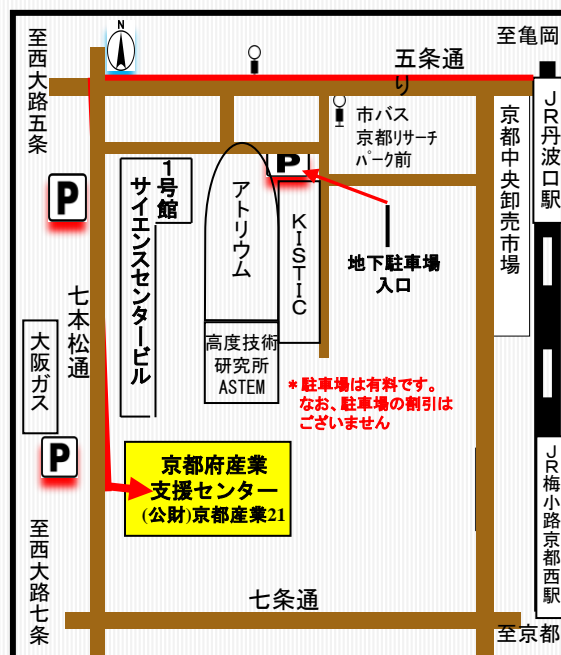 N
至亀岡
五条通
り
至西大路五条
市バス
京都リサーチ
パーク前
京都中央卸売市場
JR丹波口駅
P
P
1号館
サイエンスセンタービル
アトリウム
KISTIC
地下駐車場
入口
七本松通
大阪ガス
高度技術
研究所
ASTEM
＊駐車場は有料です。
なお、駐車場の割引は
ございません
P
京都府産業
支援センター
(公財)京都産業21
JR梅小路京都西駅
至西大路七条
七条通
至京都